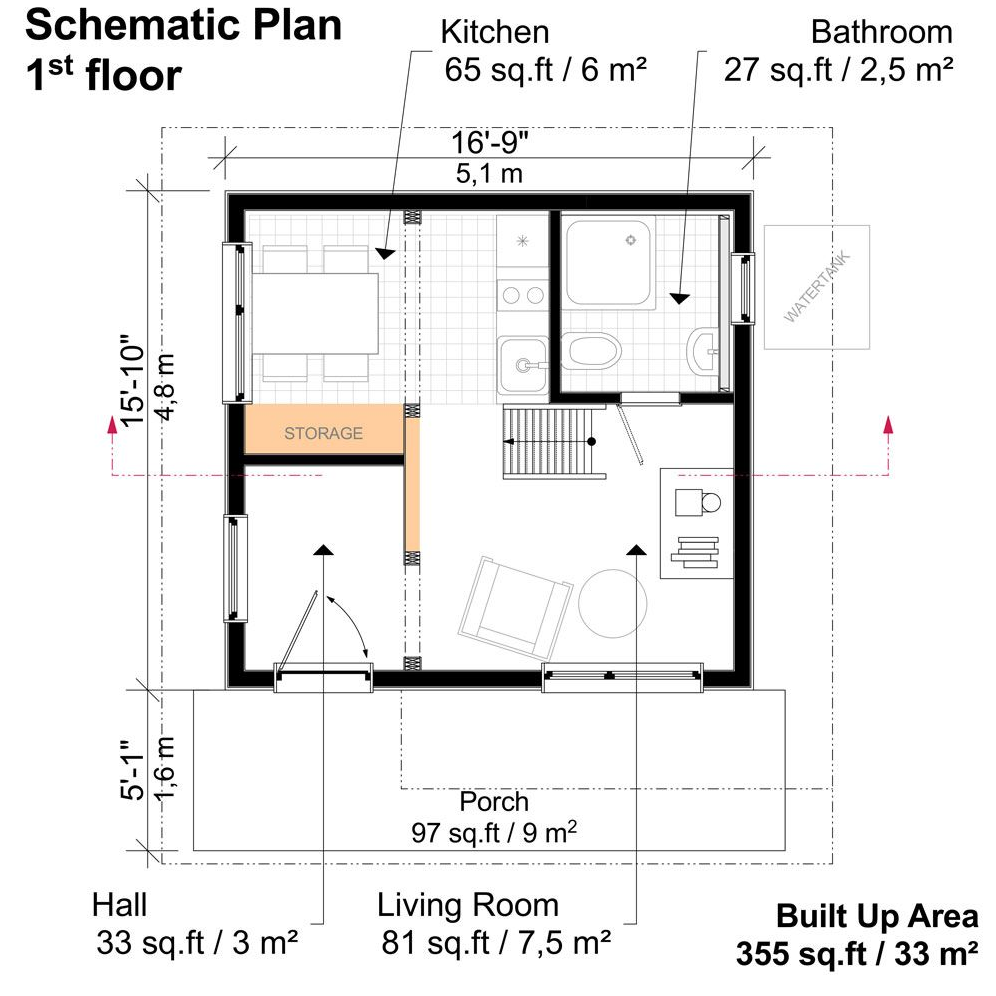 Schematic Plan
1st floor
Kitchen
65 sq.ft / 6 m²
Bathroom
27 sq.ft / 2,5 m²
16'-9"
5,1 m
15'-10"
4,8 m
WATERTANK
STORAGE
5'-1"
1,6 m
Porch
97 sq.ft / 9 m²
Hall
33 sq.ft / 3 m²
Living Room
81 sq.ft / 7,5 m²
Built Up Area
355 sq.ft / 33 m²